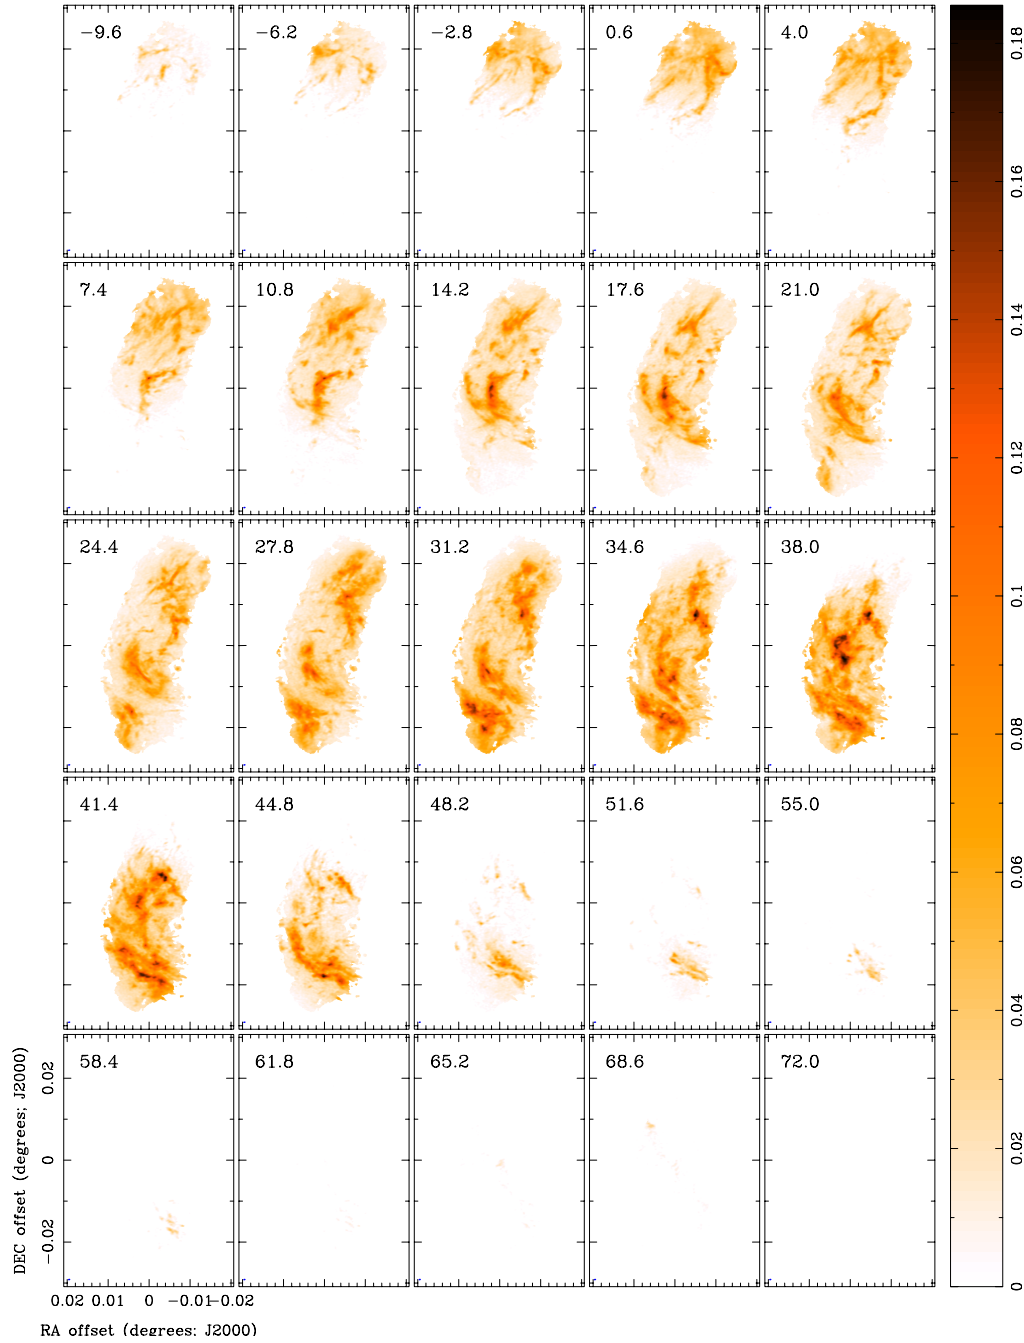 −9.6 −6.2 −2.8 0.6 4.0
7.4 10.8 14.2 17.6 21.0
24.4 27.8 31.2 34.6 38.0
41.4 44.8 48.2 51.6 55.0
58.4 61.8 65.2 68.6 72.0
0.18
0.16
0.14
0.12
0.1
0.08
0.06
0.04
0.02
0
DEC offset (degrees; J2000)
0.02
0
−0.02
0.02 0.01 0 −0.01 −0.02
RA offset (degrees; J2000)